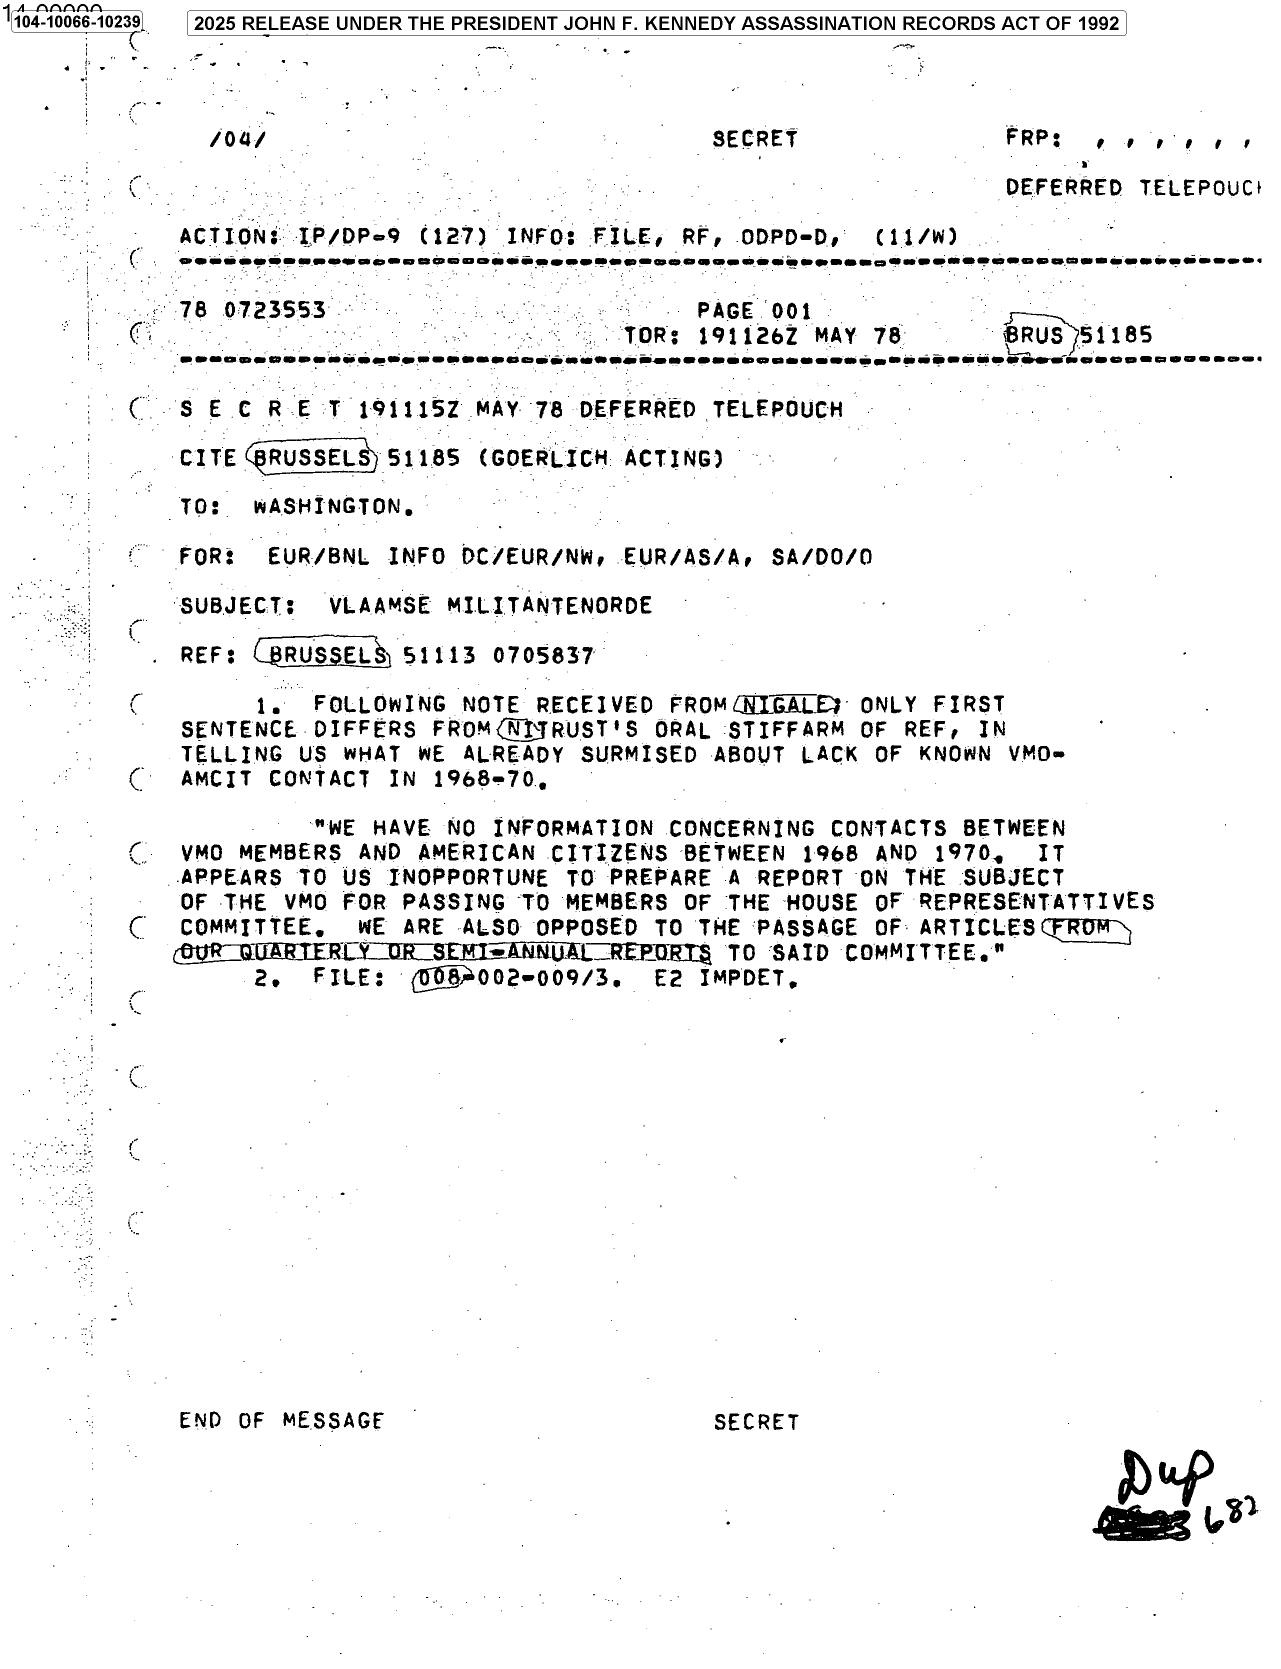 104-10066-10239
2025 RELEASE UNDER THE PRESIDENT JOHN F. KENNEDY ASSASSINATION RECORDS ACT OF 1992
/04/ SECRET FRP: , , , , , ,
DEFERRED TELEPOUCH
ACTION: IP/DP-9 (127) INFO: FILE, RF, ODPD-D, (11/W)
78 0723553 PAGE 001
TOR: 191126Z MAY 78 BRUS 51185
S E C R E T 191115Z MAY 78 DEFERRED TELEPOUCH
CITE BRUSSELS 51185 (GOERLICH ACTING)
TO: WASHINGTON.
FOR: EUR/BNL INFO DC/EUR/NW, EUR/AS/A, SA/DO/O
SUBJECT: VLAAMSE MILITANTENORDE
REF: BRUSSELS 51113 0705837
1. FOLLOWING NOTE RECEIVED FROM NIGALE; ONLY FIRST
SENTENCE DIFFERS FROM NITRUST'S ORAL STIFFARM OF REF, IN
TELLING US WHAT WE ALREADY SURMISED ABOUT LACK OF KNOWN VMO-
AMCIT CONTACT IN 1968-70.
"WE HAVE NO INFORMATION CONCERNING CONTACTS BETWEEN
VMO MEMBERS AND AMERICAN CITIZENS BETWEEN 1968 AND 1970. IT
APPEARS TO US INOPPORTUNE TO PREPARE A REPORT ON THE SUBJECT
OF THE VMO FOR PASSING TO MEMBERS OF THE HOUSE OF REPRESENTATTIVES
COMMITTEE. WE ARE ALSO OPPOSED TO THE PASSAGE OF ARTICLES FROM
OUR QUARTERLY OR SEMI-ANNUAL REPORTS TO SAID COMMITTEE."
2. FILE: 008-002-009/3. E2 IMPDET.
END OF MESSAGE SECRET
Dup
682